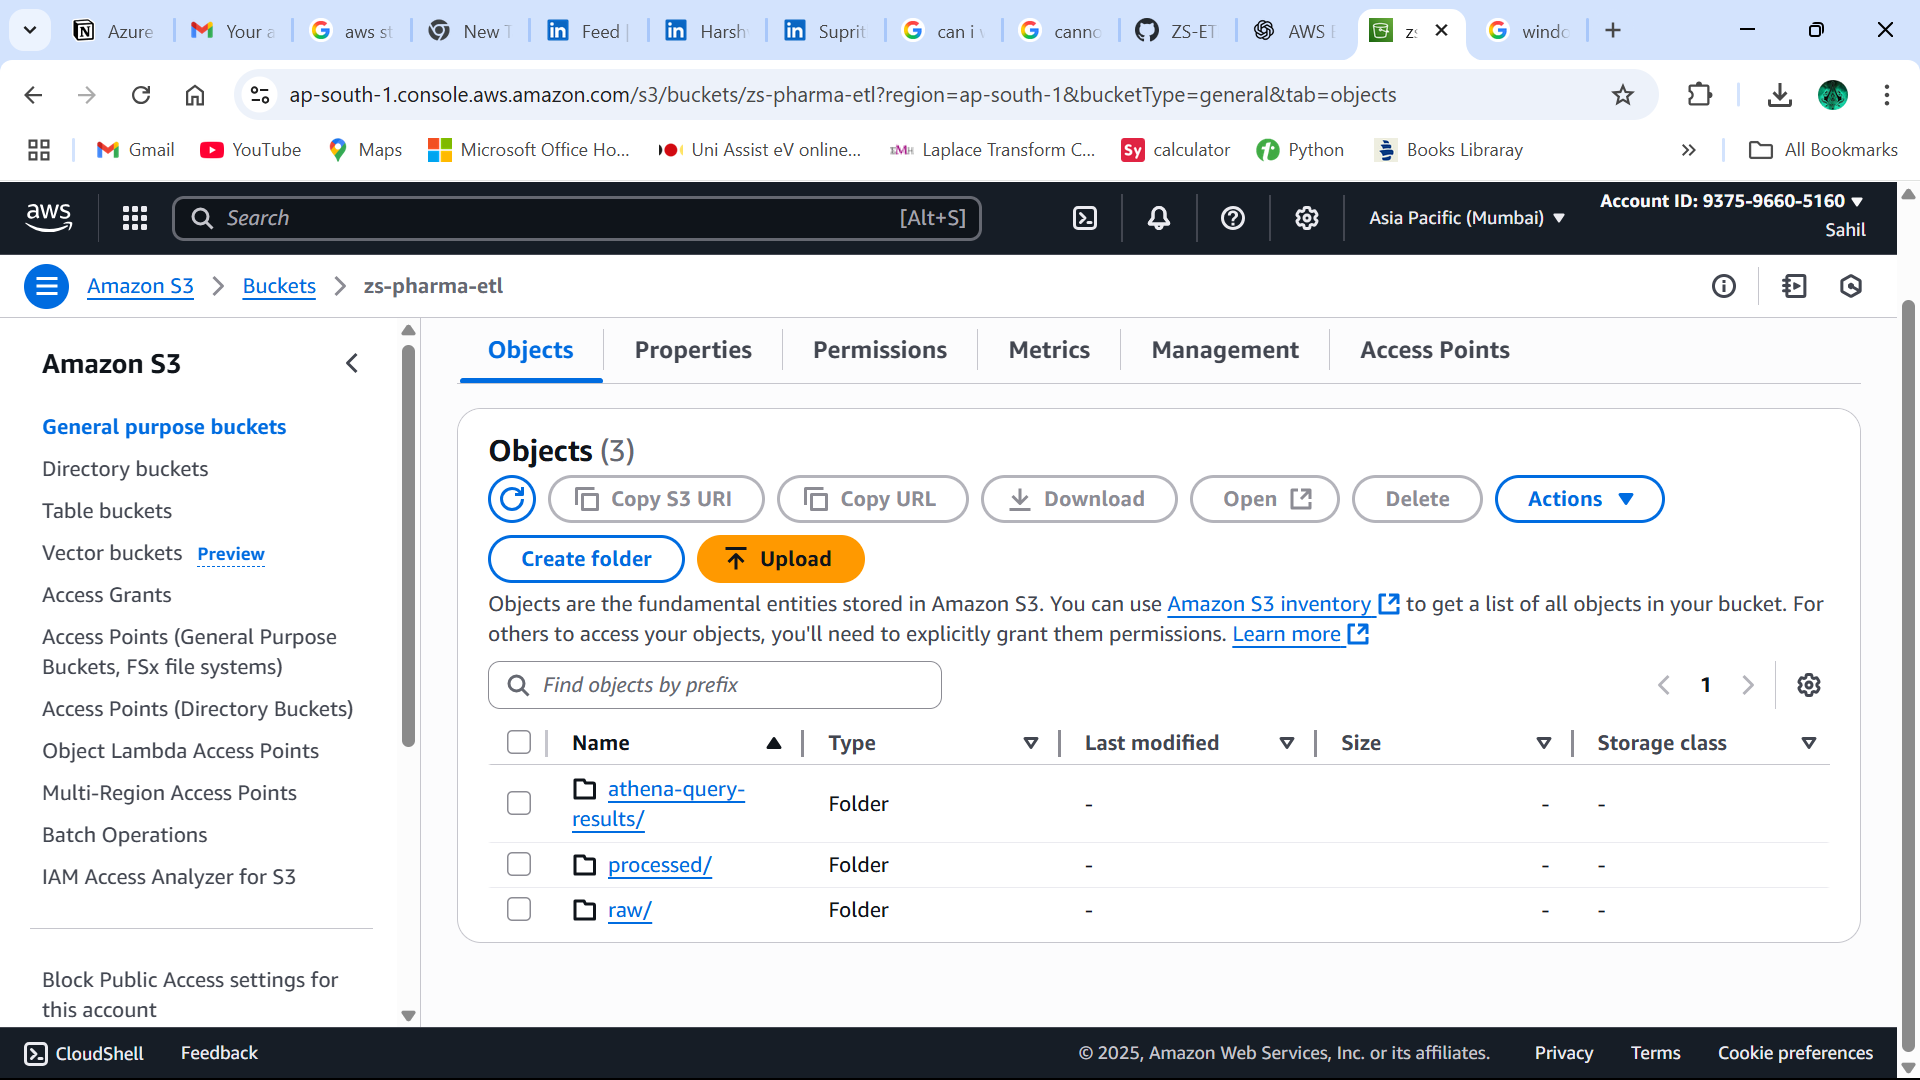 Azure
Your a
aws st
New T
Feed |
Harshv
Suprit
can i v
canno
ZS-ET
AWS E
zs
windo
ap-south-1.console.aws.amazon.com/s3/buckets/zs-pharma-etl?region=ap-south-1&bucketType=general&tab=objects
Gmail
YouTube
Maps
Microsoft Office Ho...
Uni Assist eV online...
Laplace Transform C...
Sy calculator
Python
Books Libraray
All Bookmarks
aws
Search
[Alt+S]
Asia Pacific (Mumbai)
Account ID: 9375-9660-5160
Sahil
Amazon S3
Buckets
zs-pharma-etl
Amazon S3
General purpose buckets
Directory buckets
Table buckets
Vector buckets Preview
Access Grants
Access Points (General Purpose
Buckets, FSx file systems)
Access Points (Directory Buckets)
Object Lambda Access Points
Multi-Region Access Points
Batch Operations
IAM Access Analyzer for S3
Block Public Access settings for
this account
Objects
Properties
Permissions
Metrics
Management
Access Points
Objects (3)
Copy S3 URI
Copy URL
Download
Open
Delete
Actions
Create folder
Upload
Objects are the fundamental entities stored in Amazon S3. You can use Amazon S3 inventory to get a list of all objects in your bucket. For
others to access your objects, you'll need to explicitly grant them permissions. Learn more
Find objects by prefix
1
Name
Type
Last modified
Size
Storage class
athena-query-
results/
Folder
-
-
-
processed/
Folder
-
-
-
raw/
Folder
-
-
-
CloudShell
Feedback
© 2025, Amazon Web Services, Inc. or its affiliates.
Privacy
Terms
Cookie preferences